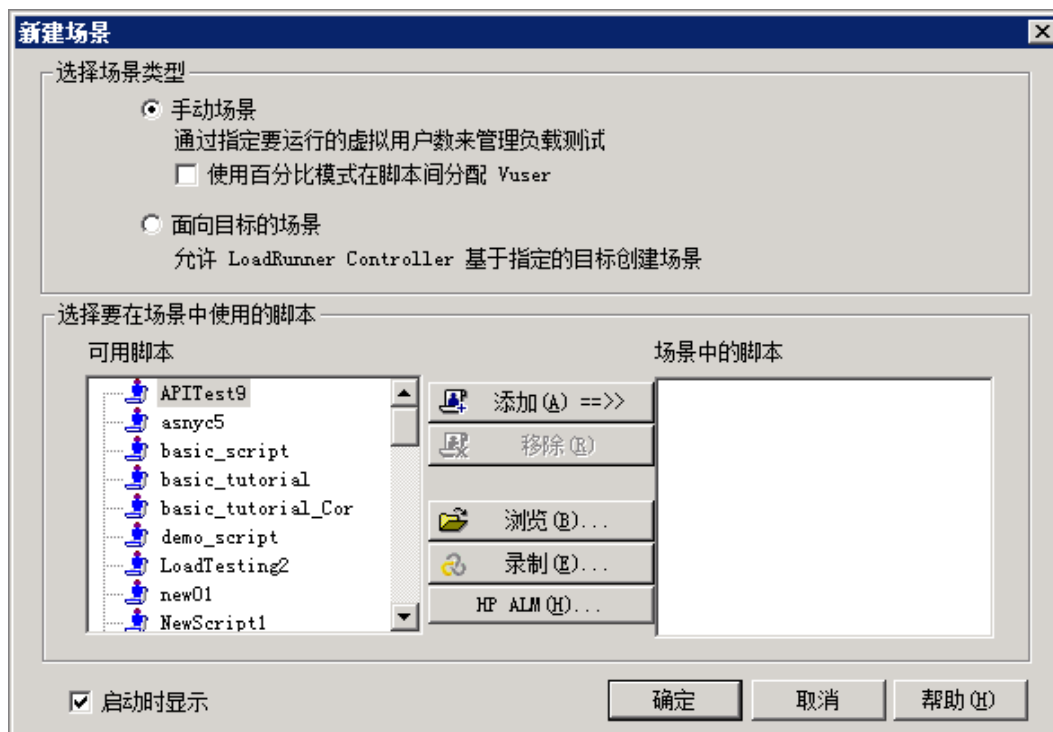 新建场景
选择场景类型
手动场景
通过指定要运行的虚拟用户数来管理负载测试
使用百分比模式在脚本间分配 Vuser
面向目标的场景
允许 LoadRunner Controller 基于指定的目标创建场景
选择要在场景中使用的脚本
可用脚本
APITest9
asnyc5
basic_script
basic_tutorial
basic_tutorial_Cor
demo_script
LoadTesting2
new01
NewScript1
添加(A) ==>>
移除(R)
浏览(B)...
录制(E)...
HP ALM(H)...
场景中的脚本
启动时显示
确定
取消
帮助(H)